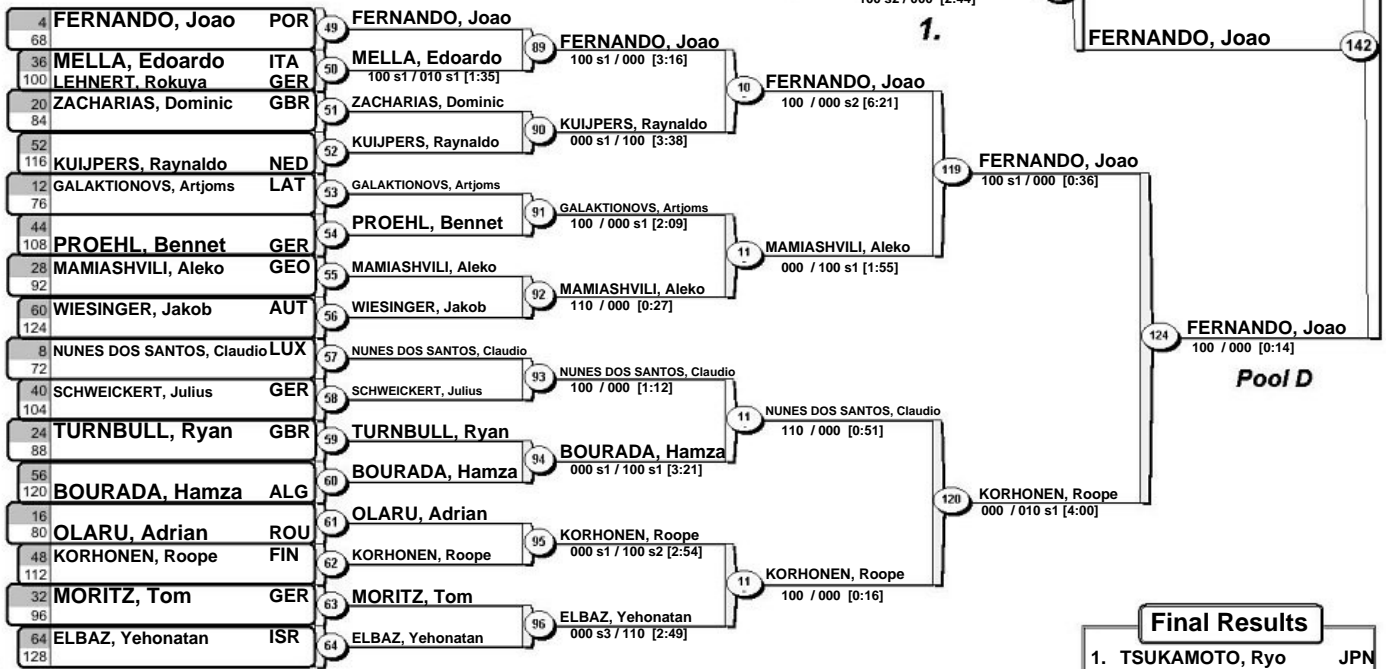 100 s2 / 000 [2:44]
1.
FERNANDO, Joao
142
4 FERNANDO, Joao POR
68
36 MELLA, Edoardo ITA
100 LEHNERT, Rokuya GER
20 ZACHARIAS, Dominic GBR
84
52
116 KUIJPERS, Raynaldo NED
12 GALAKTIONOVS, Artjoms LAT
76
44
108 PROEHL, Bennet GER
28 MAMIASHVILI, Aleko GEO
92
60 WIESINGER, Jakob AUT
124
8 NUNES DOS SANTOS, Claudio LUX
72
40 SCHWEICKERT, Julius GER
104
24 TURNBULL, Ryan GBR
88
56
120 BOURADA, Hamza ALG
16
80 OLARU, Adrian ROU
48 KORHONEN, Roope FIN
112
32 MORITZ, Tom GER
96
64 ELBAZ, Yehonatan ISR
128
49 FERNANDO, Joao
50 MELLA, Edoardo
100 s1 / 010 s1 [1:35]
51 ZACHARIAS, Dominic
52 KUIJPERS, Raynaldo
53 GALAKTIONOVS, Artjoms
54 PROEHL, Bennet
55 MAMIASHVILI, Aleko
56 WIESINGER, Jakob
57 NUNES DOS SANTOS, Claudio
58 SCHWEICKERT, Julius
59 TURNBULL, Ryan
60 BOURADA, Hamza
61 OLARU, Adrian
62 KORHONEN, Roope
63 MORITZ, Tom
64 ELBAZ, Yehonatan
89 FERNANDO, Joao
100 s1 / 000 [3:16]
90 KUIJPERS, Raynaldo
000 s1 / 100 [3:38]
91 GALAKTIONOVS, Artjoms
100 / 000 s1 [2:09]
92 MAMIASHVILI, Aleko
110 / 000 [0:27]
93 NUNES DOS SANTOS, Claudio
100 / 000 [1:12]
94 BOURADA, Hamza
000 s1 / 100 s1 [3:21]
95 KORHONEN, Roope
000 s1 / 100 s2 [2:54]
96 ELBAZ, Yehonatan
000 s3 / 110 [2:49]
10 FERNANDO, Joao
100 / 000 s2 [6:21]
11 MAMIASHVILI, Aleko
000 / 100 s1 [1:55]
11 NUNES DOS SANTOS, Claudio
110 / 000 [0:51]
11 KORHONEN, Roope
100 / 000 [0:16]
119 FERNANDO, Joao
100 s1 / 000 [0:36]
120 KORHONEN, Roope
000 / 010 s1 [4:00]
124 FERNANDO, Joao
100 / 000 [0:14]
Pool D
Final Results
1. TSUKAMOTO, Ryo JPN